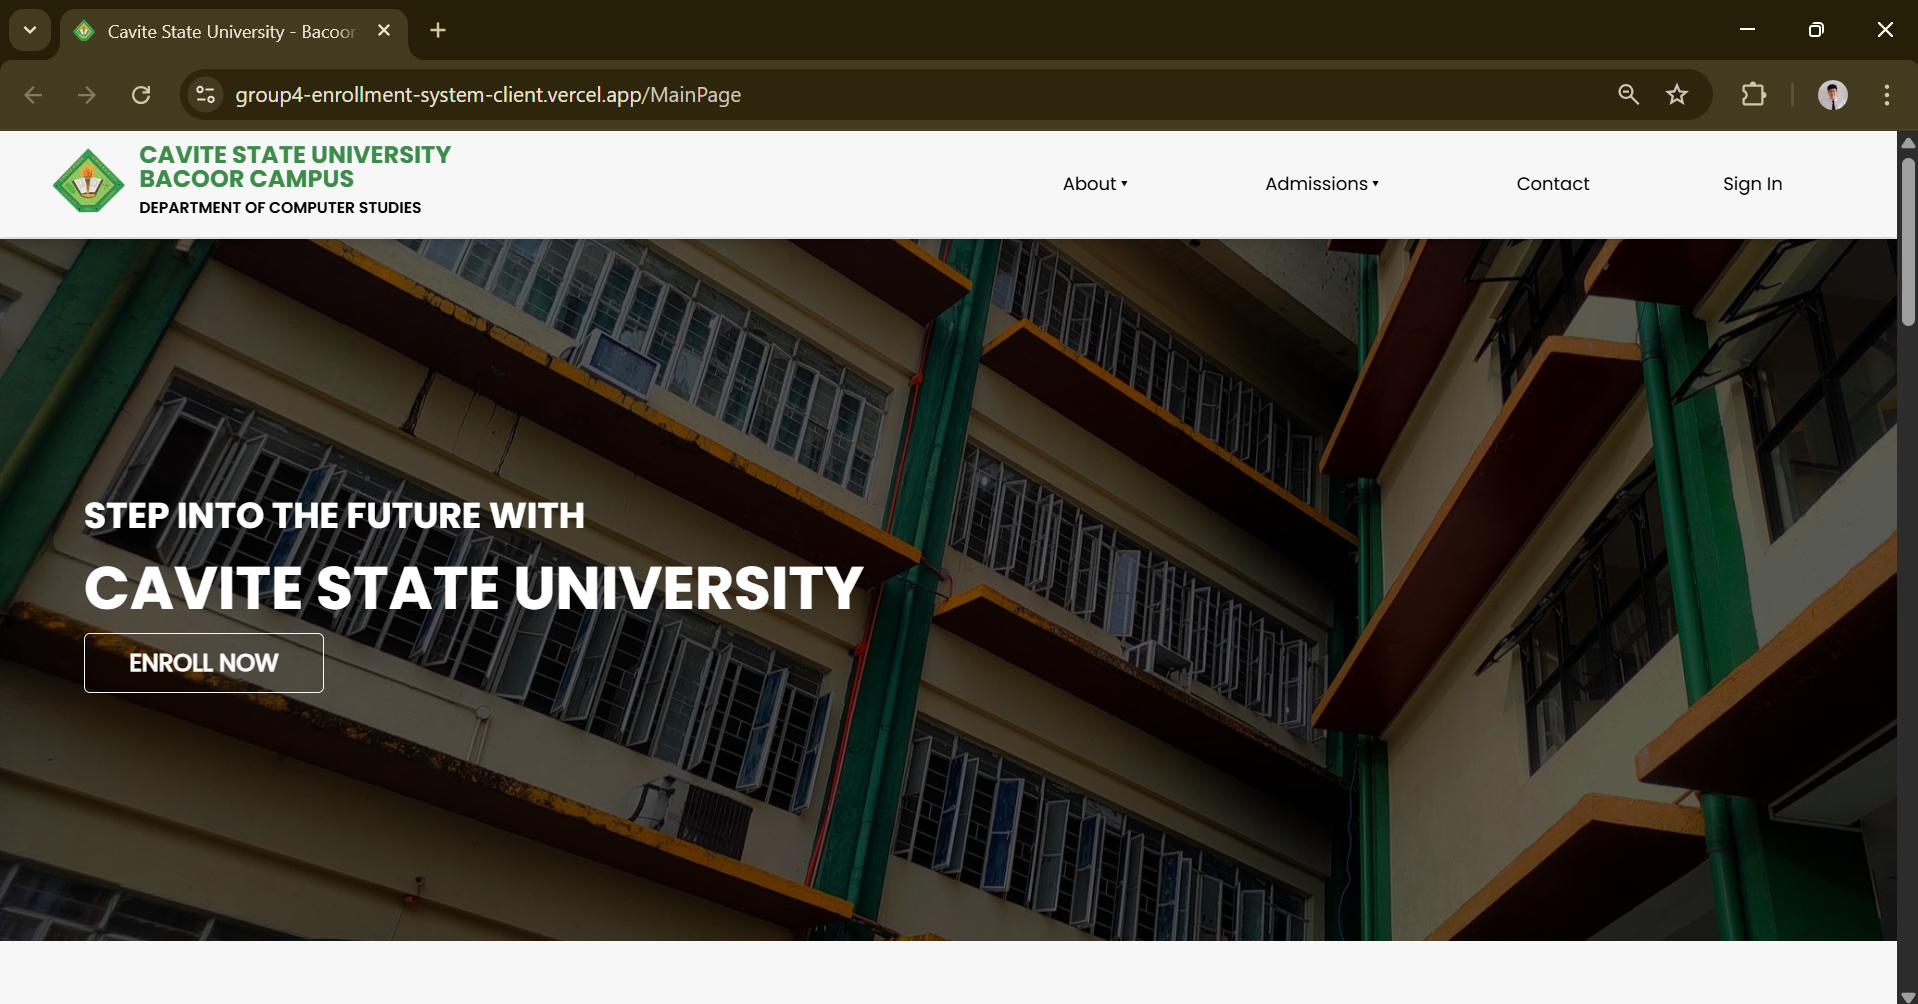 Cavite State University - Bacoor
group4-enrollment-system-client.vercel.app/MainPage
CAVITE STATE UNIVERSITY
BACOOR CAMPUS
DEPARTMENT OF COMPUTER STUDIES
About ▾
Admissions ▾
Contact
Sign In
STEP INTO THE FUTURE WITH
CAVITE STATE UNIVERSITY
ENROLL NOW